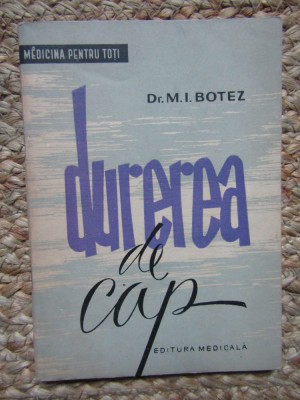 MEDICINA PENTRU TOȚI
Dr. M. I. BOTEZ
durerea
de
cap
EDITURA MEDICALĂ